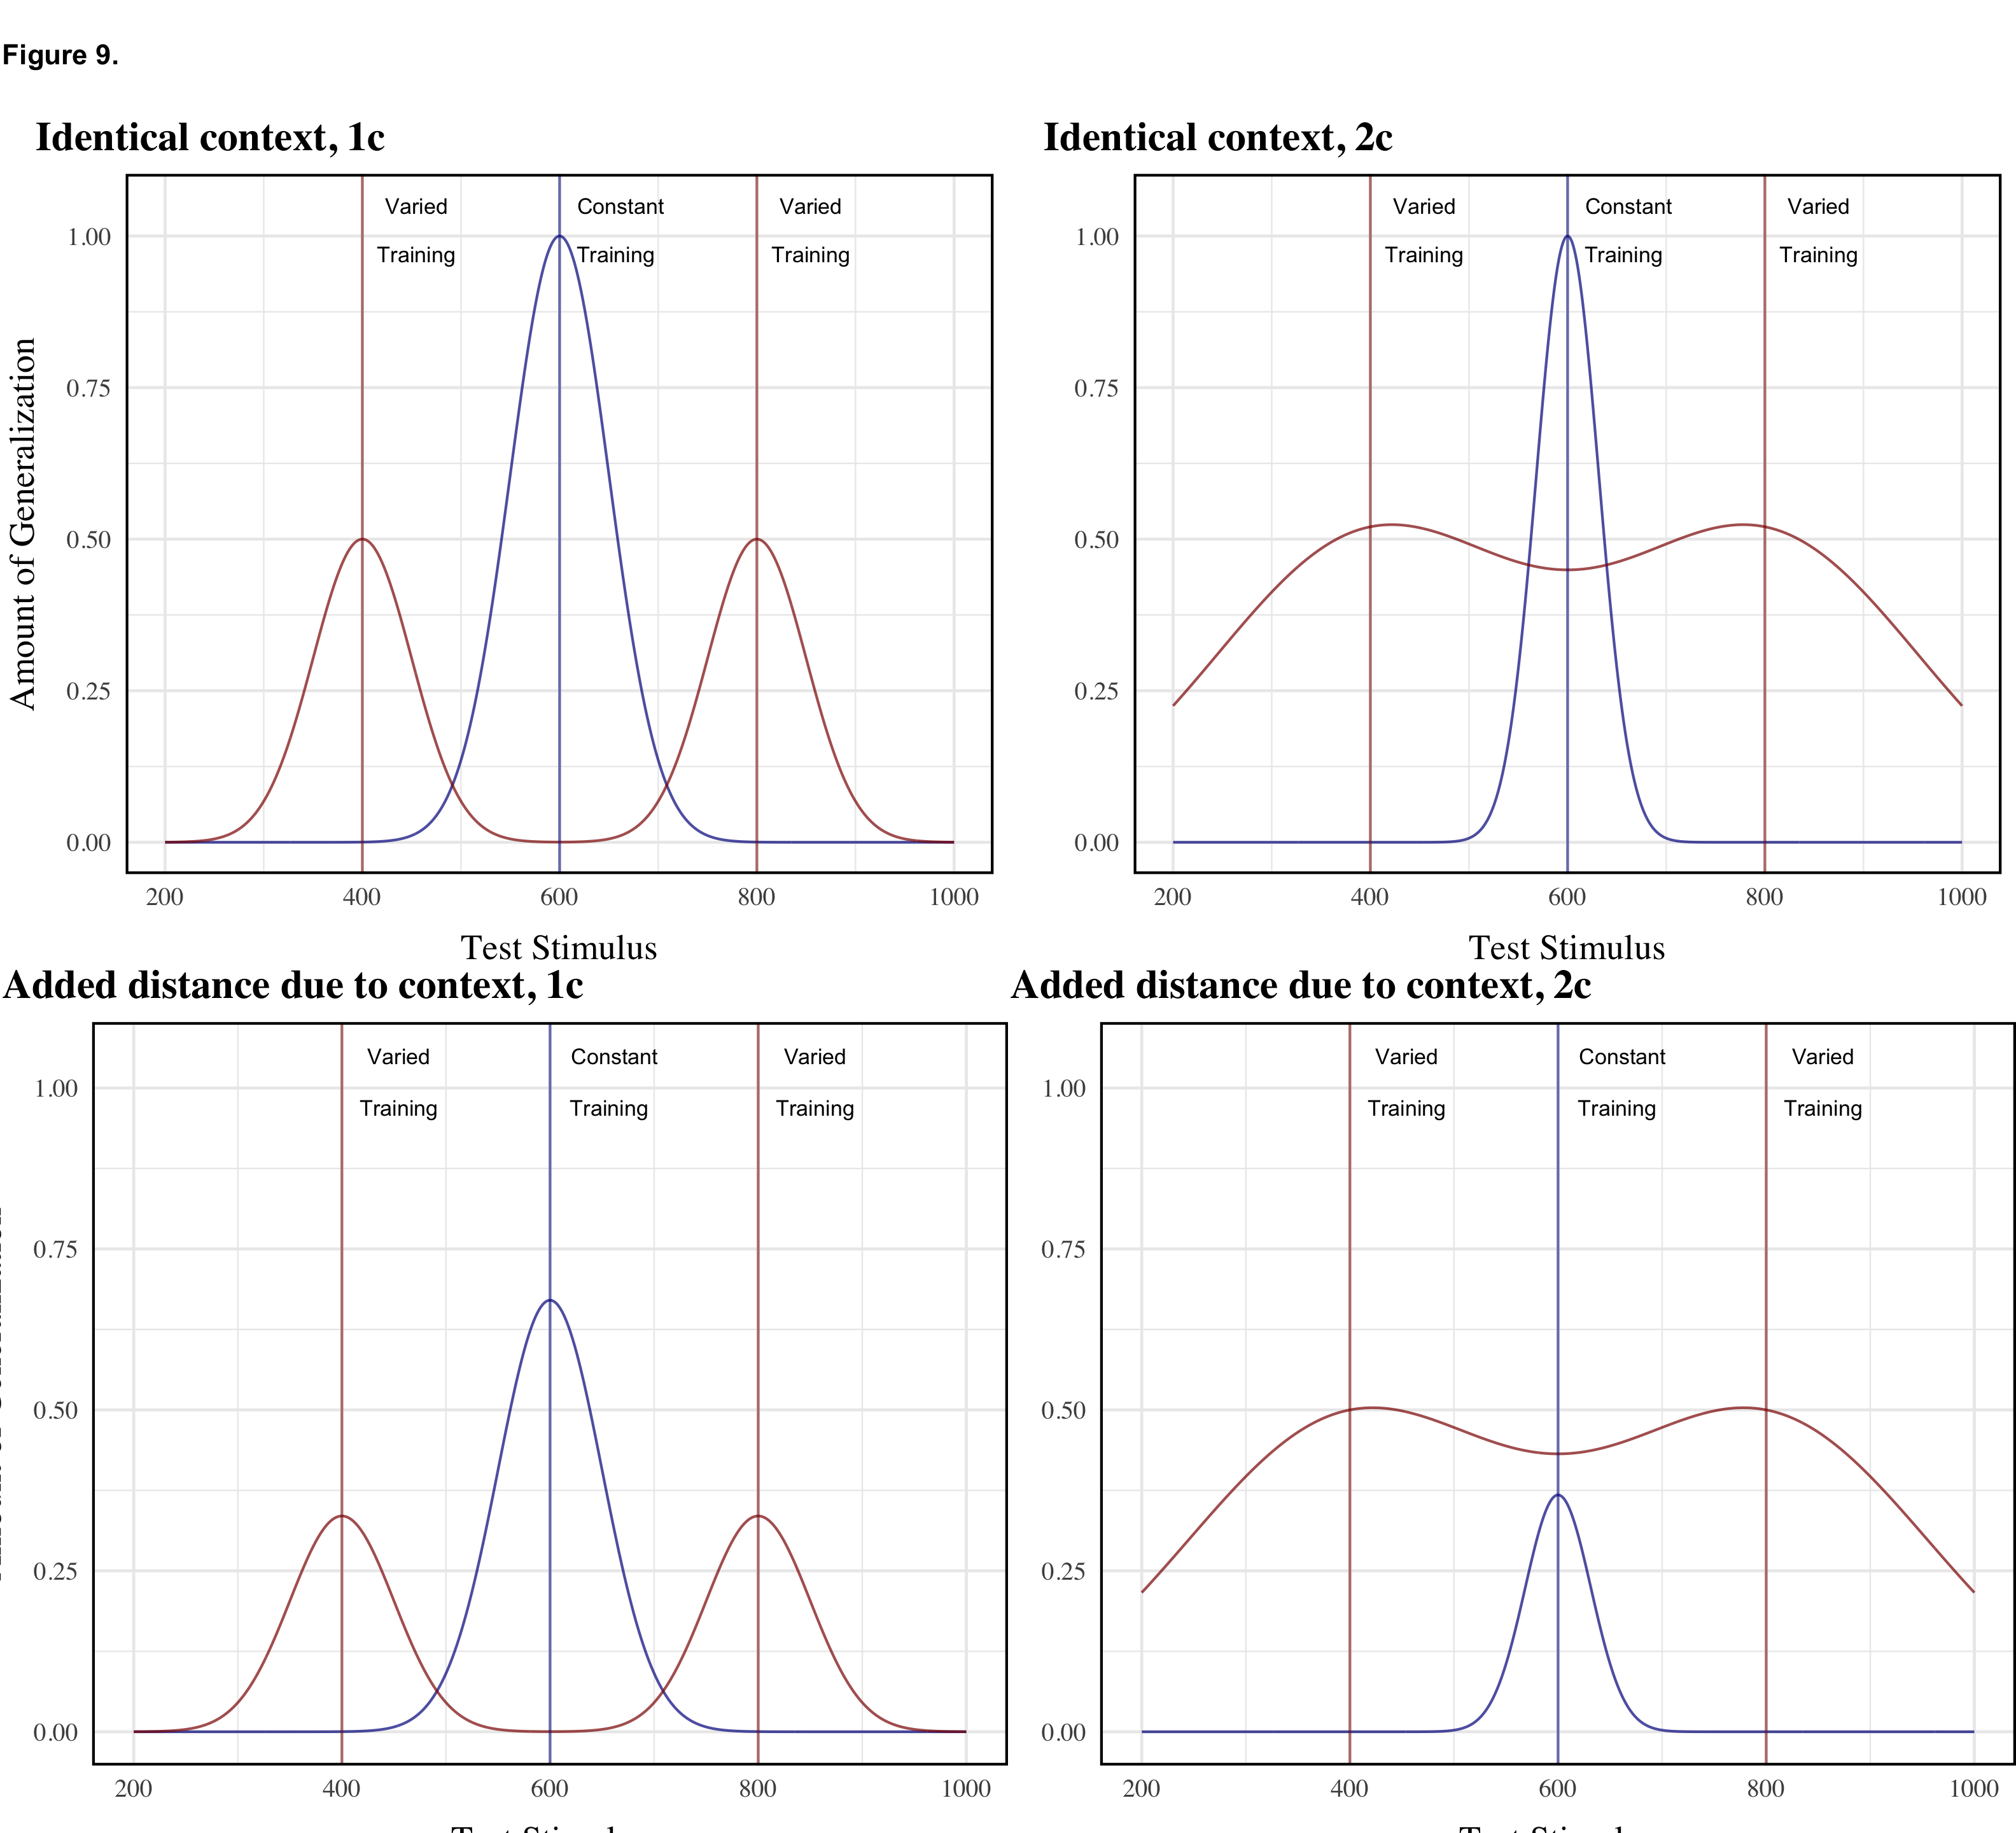 Figure 9.
Identical context, 1c
Varied
Training
Constant
Training
Varied
Training
1.00
0.75
0.50
0.25
0.00
Amount of Generalization
200 400 600 800 1000
Test Stimulus
Identical context, 2c
Varied
Training
Constant
Training
Varied
Training
1.00
0.75
0.50
0.25
0.00
200 400 600 800 1000
Test Stimulus
Added distance due to context, 1c
Varied
Training
Constant
Training
Varied
Training
1.00
0.75
0.50
0.25
0.00
200 400 600 800 1000
Added distance due to context, 2c
Varied
Training
Constant
Training
Varied
Training
1.00
0.75
0.50
0.25
0.00
200 400 600 800 1000